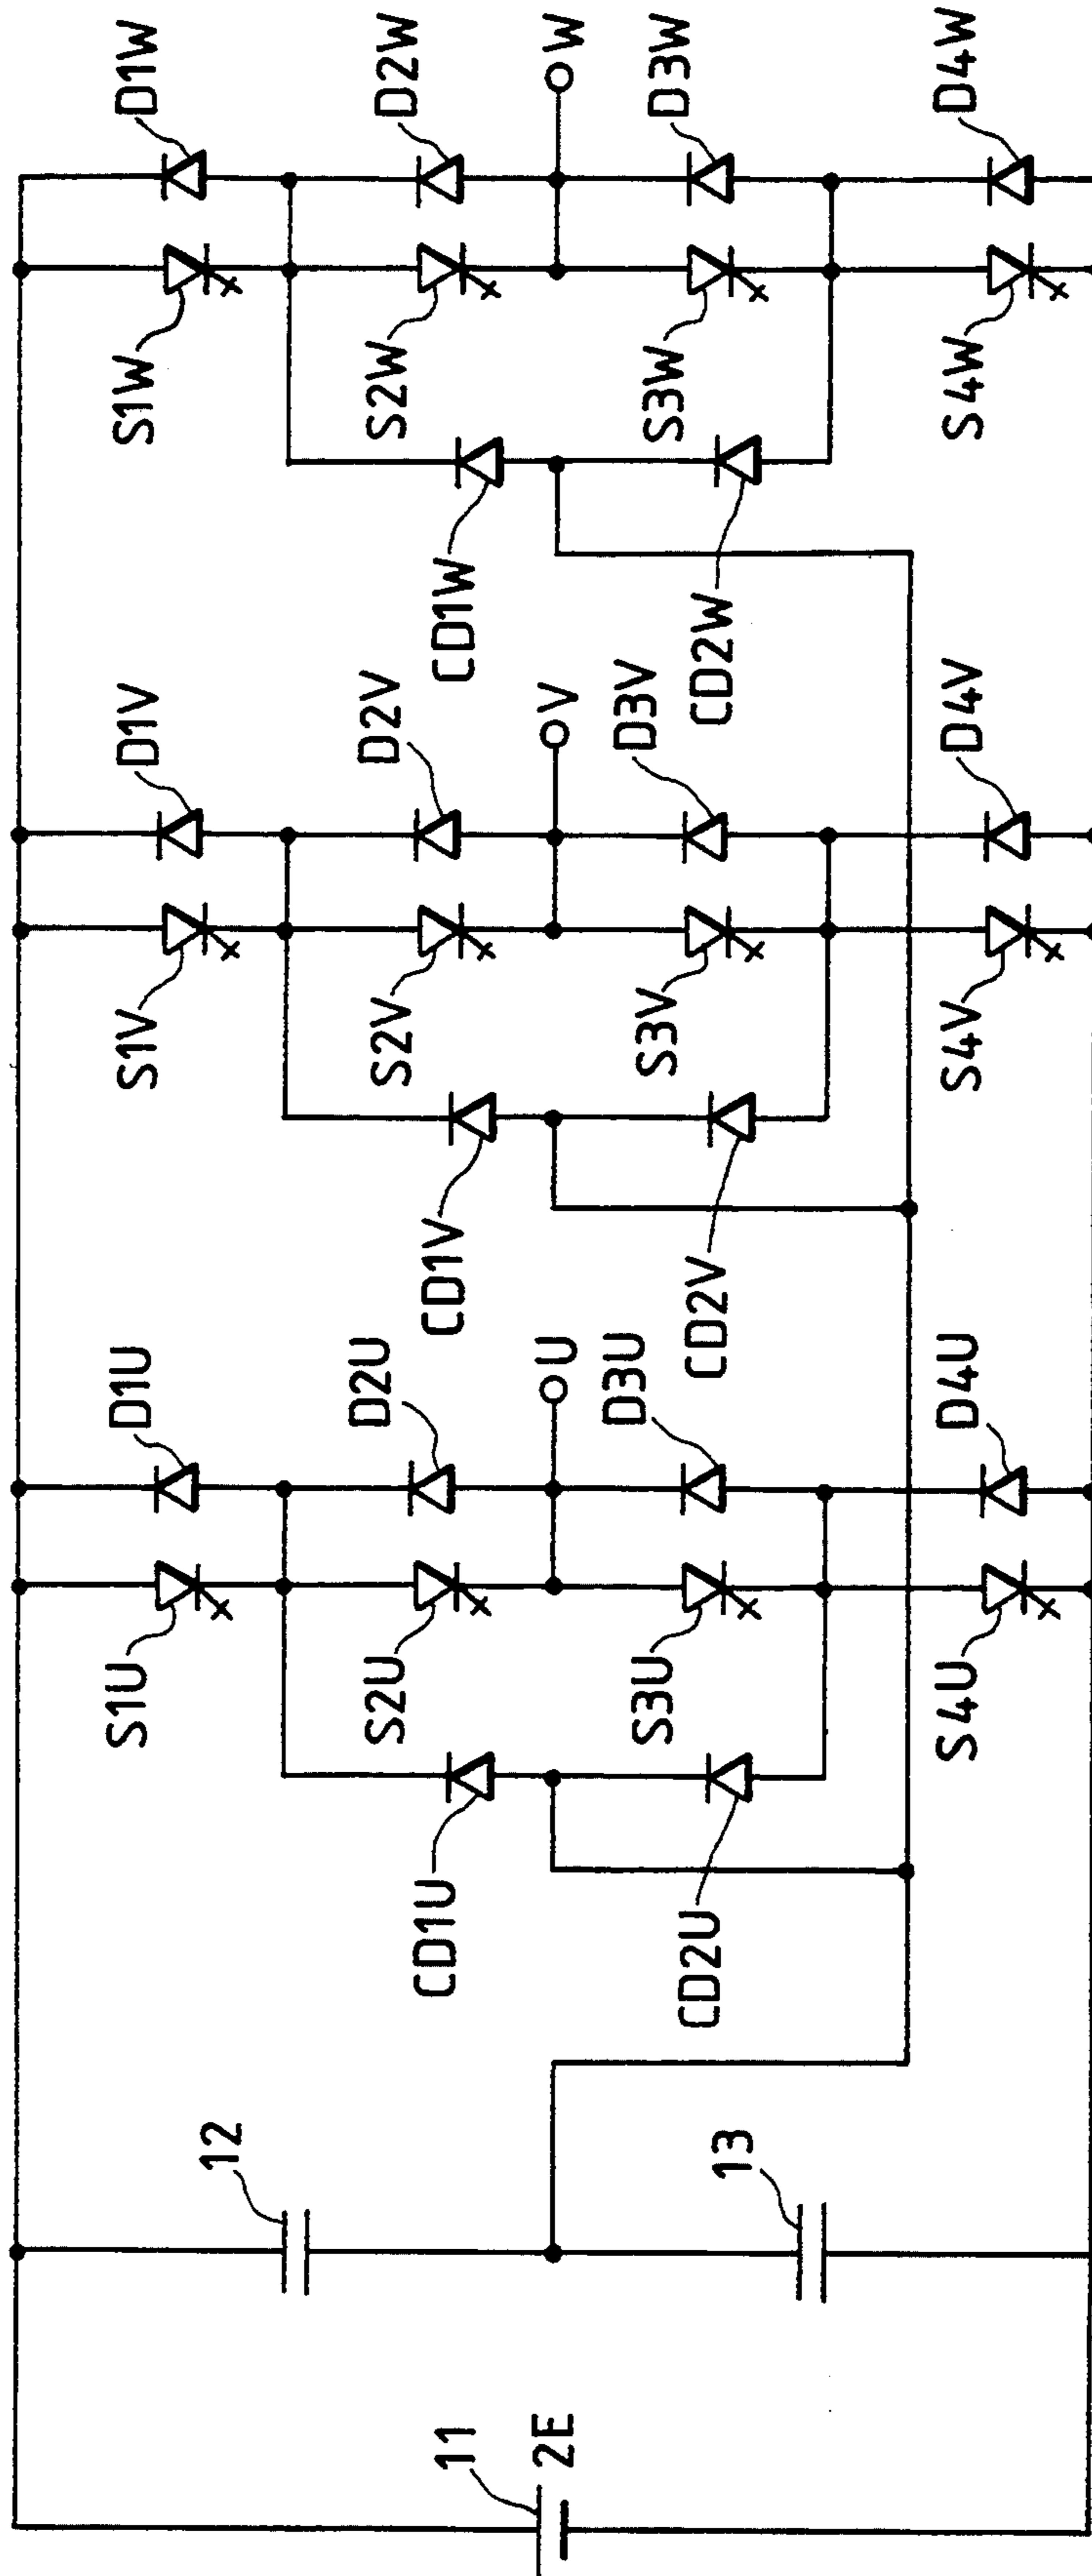 11
2E
12
13
CD1U
CD2U
S1U
D1U
S2U
D2U
U
S3U
D3U
S4U
D4U
CD1V
CD2V
S1V
D1V
S2V
D2V
V
S3V
D3V
S4V
D4V
CD1W
CD2W
S1W
D1W
S2W
D2W
W
S3W
D3W
S4W
D4W